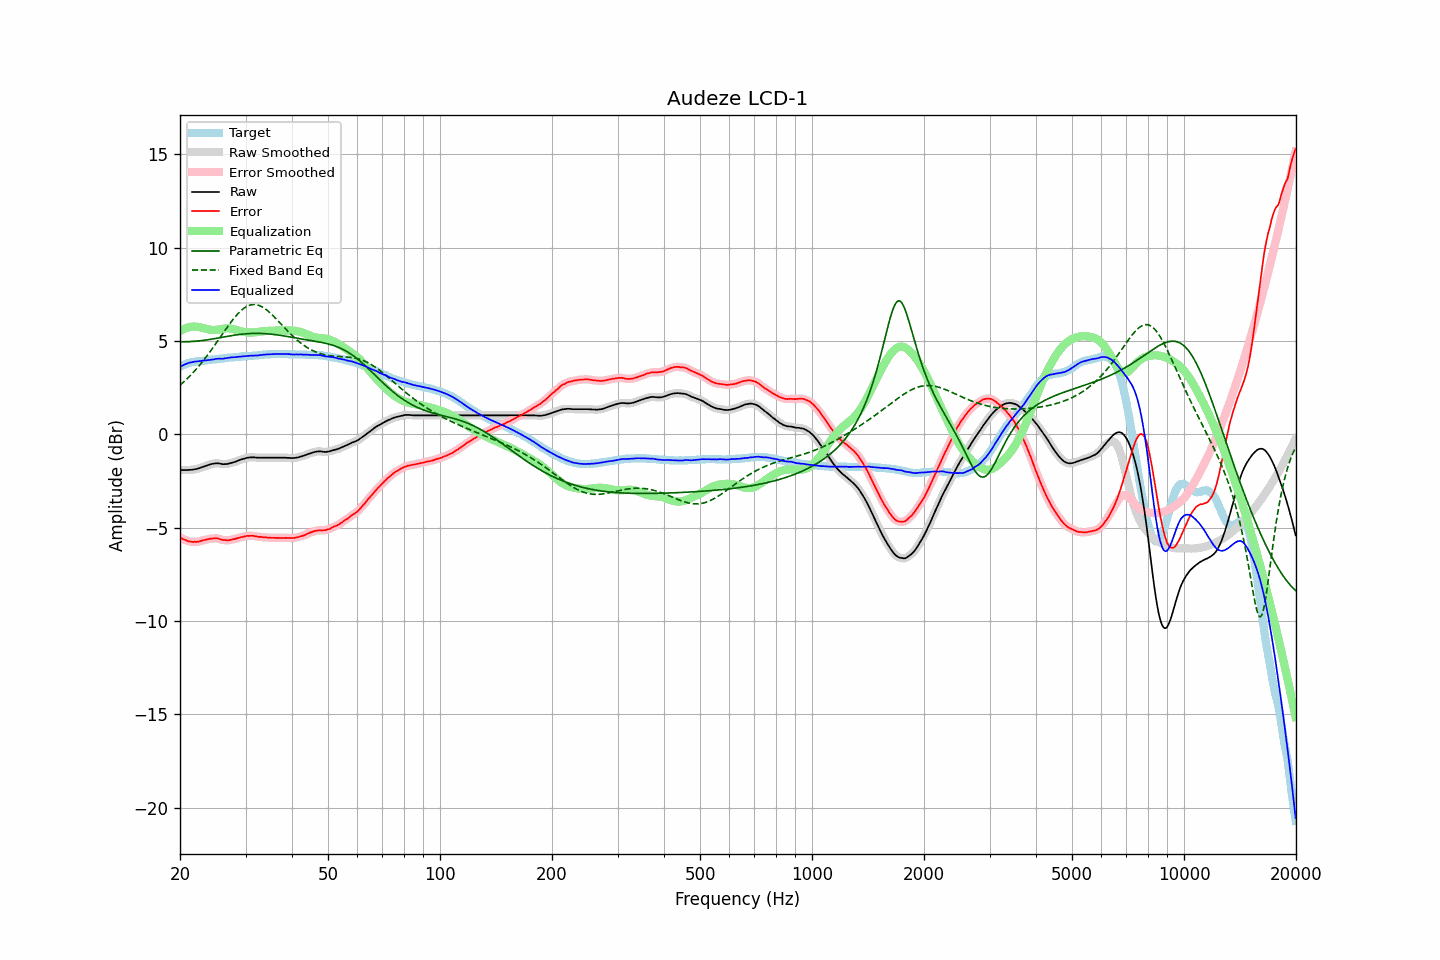 Audeze LCD-1
Target
Raw Smoothed
Error Smoothed
Raw
Error
Equalization
Parametric Eq
Fixed Band Eq
Equalized
15
10
5
0
−5
−10
−15
−20
Amplitude (dBr)
20 50 100 200 500 1000 2000 5000 10000 20000
Frequency (Hz)